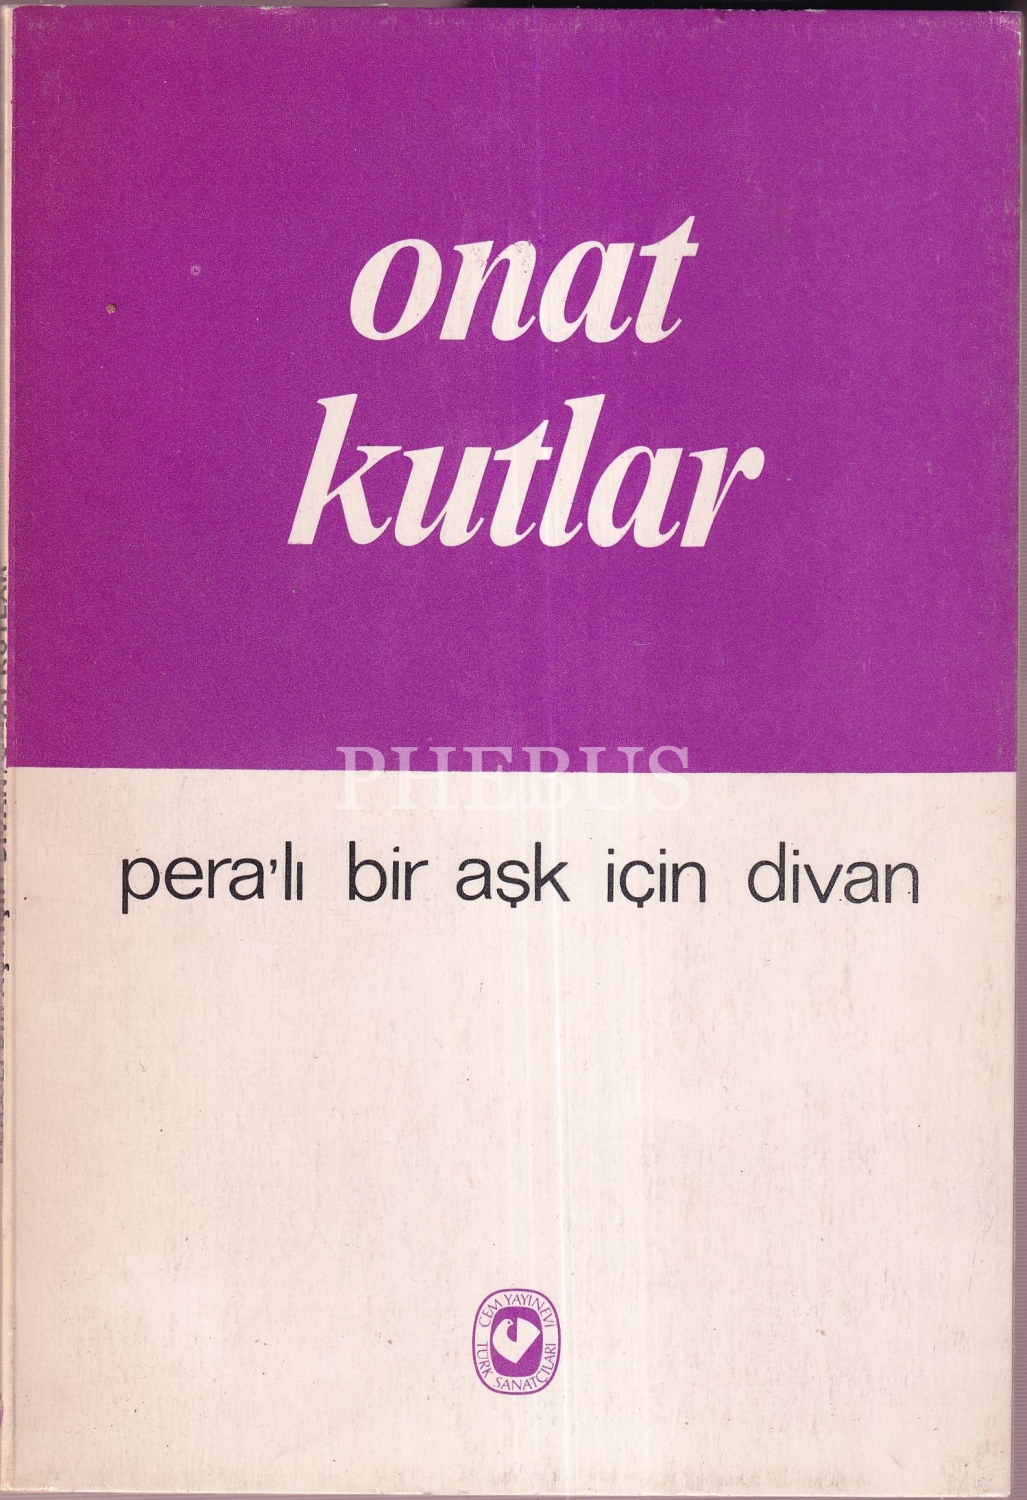 onat
kutlar
PHEBUS
pera'lı bir aşk için divan
CEM YAYINEVİ
TÜRK SANATÇILARI